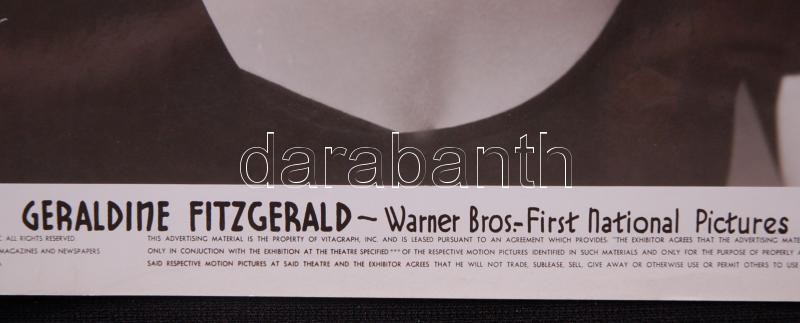 darabanth
GERALDINE FITZGERALD ~ Warner Bros.-First National Pictures
ALL RIGHTS RESERVED THIS ADVERTISING MATERIAL IS THE PROPERTY OF VITAGRAPH, INC. AND IS LEASED PURSUANT TO AN AGREEMENT WHICH PROVIDES: "THE EXHIBITOR AGREES THAT THE ADVERTISING
MAGAZINES AND NEWSPAPERS ONLY IN CONJUCTION WITH THE EXHIBITION AT THE THEATRE SPECIFIED *** OF THE RESPECTIVE MOTION PICTURES IDENTIFIED IN SUCH MATERIALS AND ONLY FOR THE PURPOSE OF PROPERLY
SAID RESPECTIVE MOTION PICTURES AT SAID THEATRE AND THE EXHIBITOR AGREES THAT HE WILL NOT TRADE, SUBLEASE, SELL, GIVE AWAY OR OTHERWISE USE OR PERMIT OTHERS TO USE